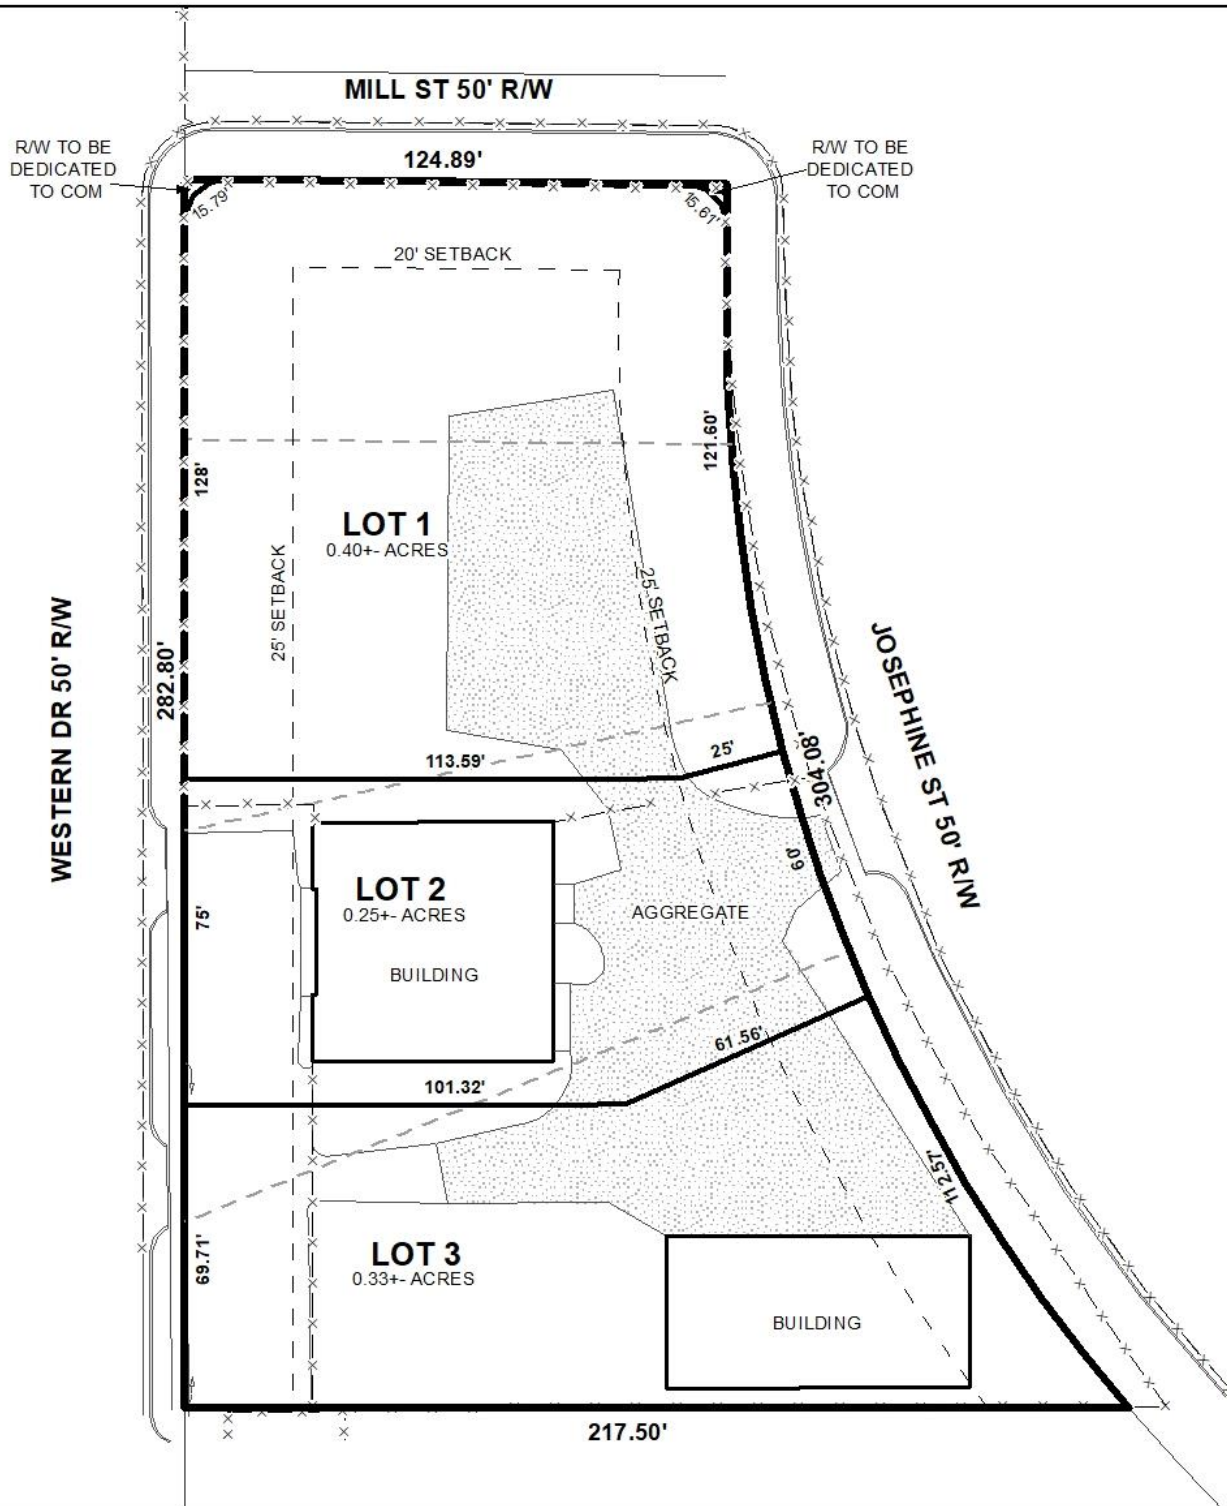 MILL ST 50' R/W
R/W TO BE
DEDICATED
TO COM
124.89'
R/W TO BE
DEDICATED
TO COM
15.79'
15.61'
20' SETBACK
121.60'
128'
LOT 1
0.40+- ACRES
25' SETBACK
25' SETBACK
WESTERN DR 50' R/W
282.80'
JOSEPHINE ST 50' R/W
113.59'
25'
304.08'
60'
LOT 2
0.25+- ACRES
75'
AGGREGATE
BUILDING
61.56'
101.32'
112.57'
69.71'
LOT 3
0.33+- ACRES
BUILDING
217.50'